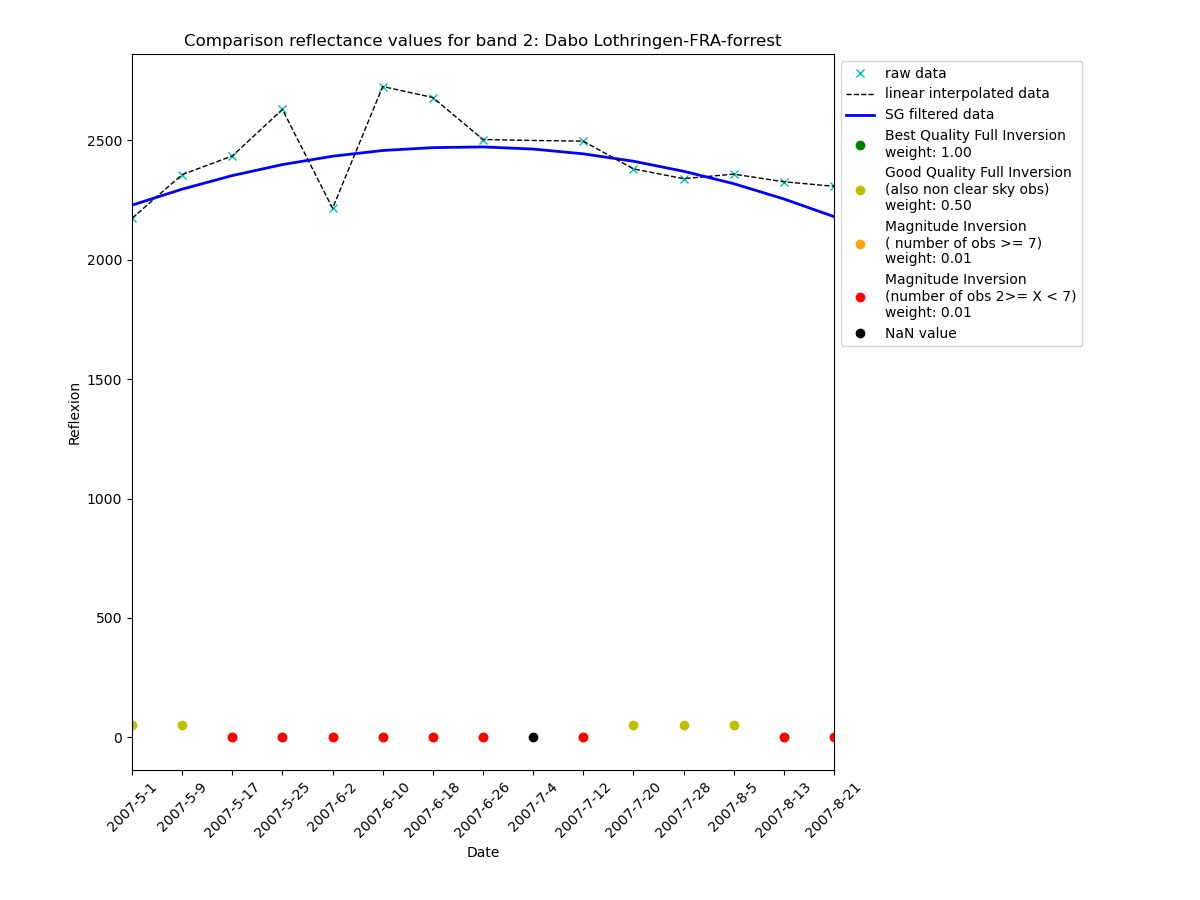 Comparison reflectance values for band 2: Dabo Lothringen-FRA-forrest
raw data
linear interpolated data
SG filtered data
Best Quality Full Inversion
weight: 1.00
Good Quality Full Inversion
(also non clear sky obs)
weight: 0.50
Magnitude Inversion
( number of obs >= 7)
weight: 0.01
Magnitude Inversion
(number of obs 2>= X < 7)
weight: 0.01
NaN value
Reflexion
2500
2000
1500
1000
500
0
2007-5-1
2007-5-9
2007-5-17
2007-5-25
2007-6-2
2007-6-10
2007-6-18
2007-6-26
2007-7-4
2007-7-12
2007-7-20
2007-7-28
2007-8-5
2007-8-13
2007-8-21
Date